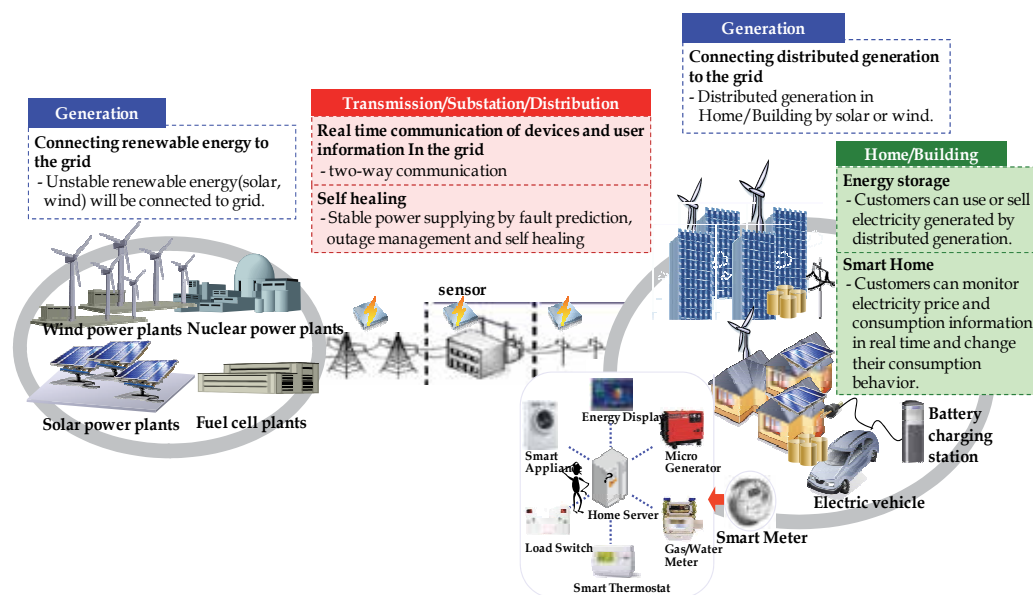 Generation
Connecting renewable energy to
the grid
- Unstable renewable energy(solar,
wind) will be connected to grid.
Transmission/Substation/Distribution
Real time communication of devices and user
information In the grid
- two-way communication
Self healing
- Stable power supplying by fault prediction,
outage management and self healing
Generation
Connecting distributed generation
to the grid
- Distributed generation in
Home/Building by solar or wind.
Home/Building
Energy storage
- Customers can use or sell
electricity generated by
distributed generation.
Smart Home
- Customers can monitor
electricity price and
consumption information
in real time and change
their consumption
behavior.
Wind power plants
Nuclear power plants
Solar power plants
Fuel cell plants
sensor
Energy Display
Smart
Appliance
Micro
Generator
?
Home Server
Load Switch
Gas/Water
Meter
Smart Thermostat
Smart Meter
Electric vehicle
Battery
charging
station